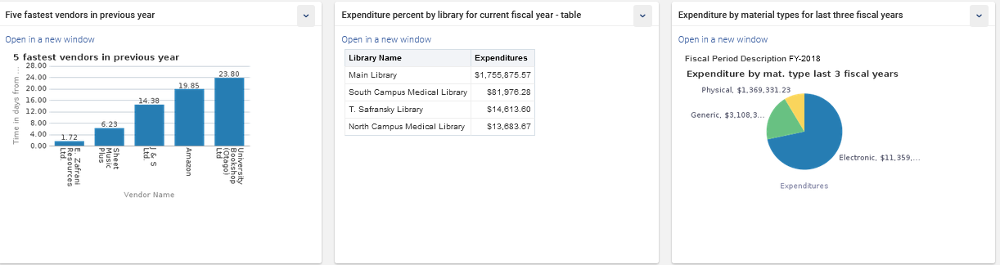 Five fastest vendors in previous year
Open in a new window
5 fastest vendors in previous year
28.00
24.00
20.00
16.00
12.00
8.00
4.00
0.00
Time in days from ...
1.72
6.23
14.38
19.85
23.80
E. Zafrani
Resources
Ltd.
Sheet
Music
Plus
J & S
Ltd.
Amazon
University
Bookshop
(Otago)
Ltd
Vendor Name
Expenditure percent by library for current fiscal year - table
Open in a new window
Library Name Expenditures
Main Library $1,755,875.57
South Campus Medical Library $81,976.28
T. Safransky Library $14,613.60
North Campus Medical Library $13,683.67
Expenditure by material types for last three fiscal years
Open in a new window
Fiscal Period Description FY-2018
Expenditure by mat. type last 3 fiscal years
Physical, $1,369,331.23
Generic, $3,108,3...
Electronic, $11,359,...
Expenditures